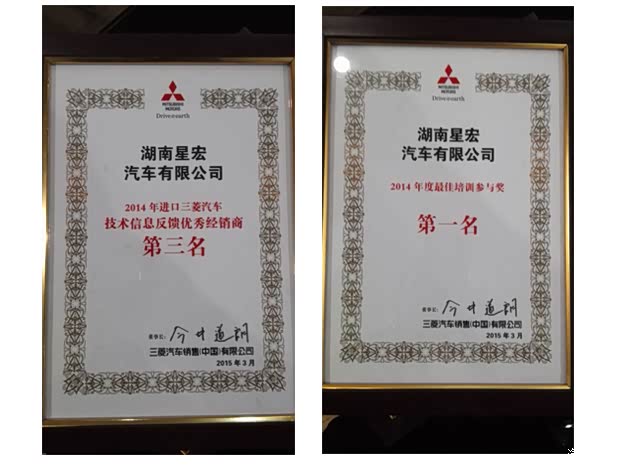 MITSUBISHI
MOTORS
Drive@earth
湖南星宏
汽车有限公司
2014 年进口三菱汽车
技术信息反馈优秀经销商
第三名
董事长:
三菱汽车销售(中国)有限公司
2015 年 3 月
MITSUBISHI
MOTORS
Drive@earth
湖南星宏
汽车有限公司
2014 年度最佳培训参与奖
第一名
董事长:
三菱汽车销售(中国)有限公司
2015 年 3 月